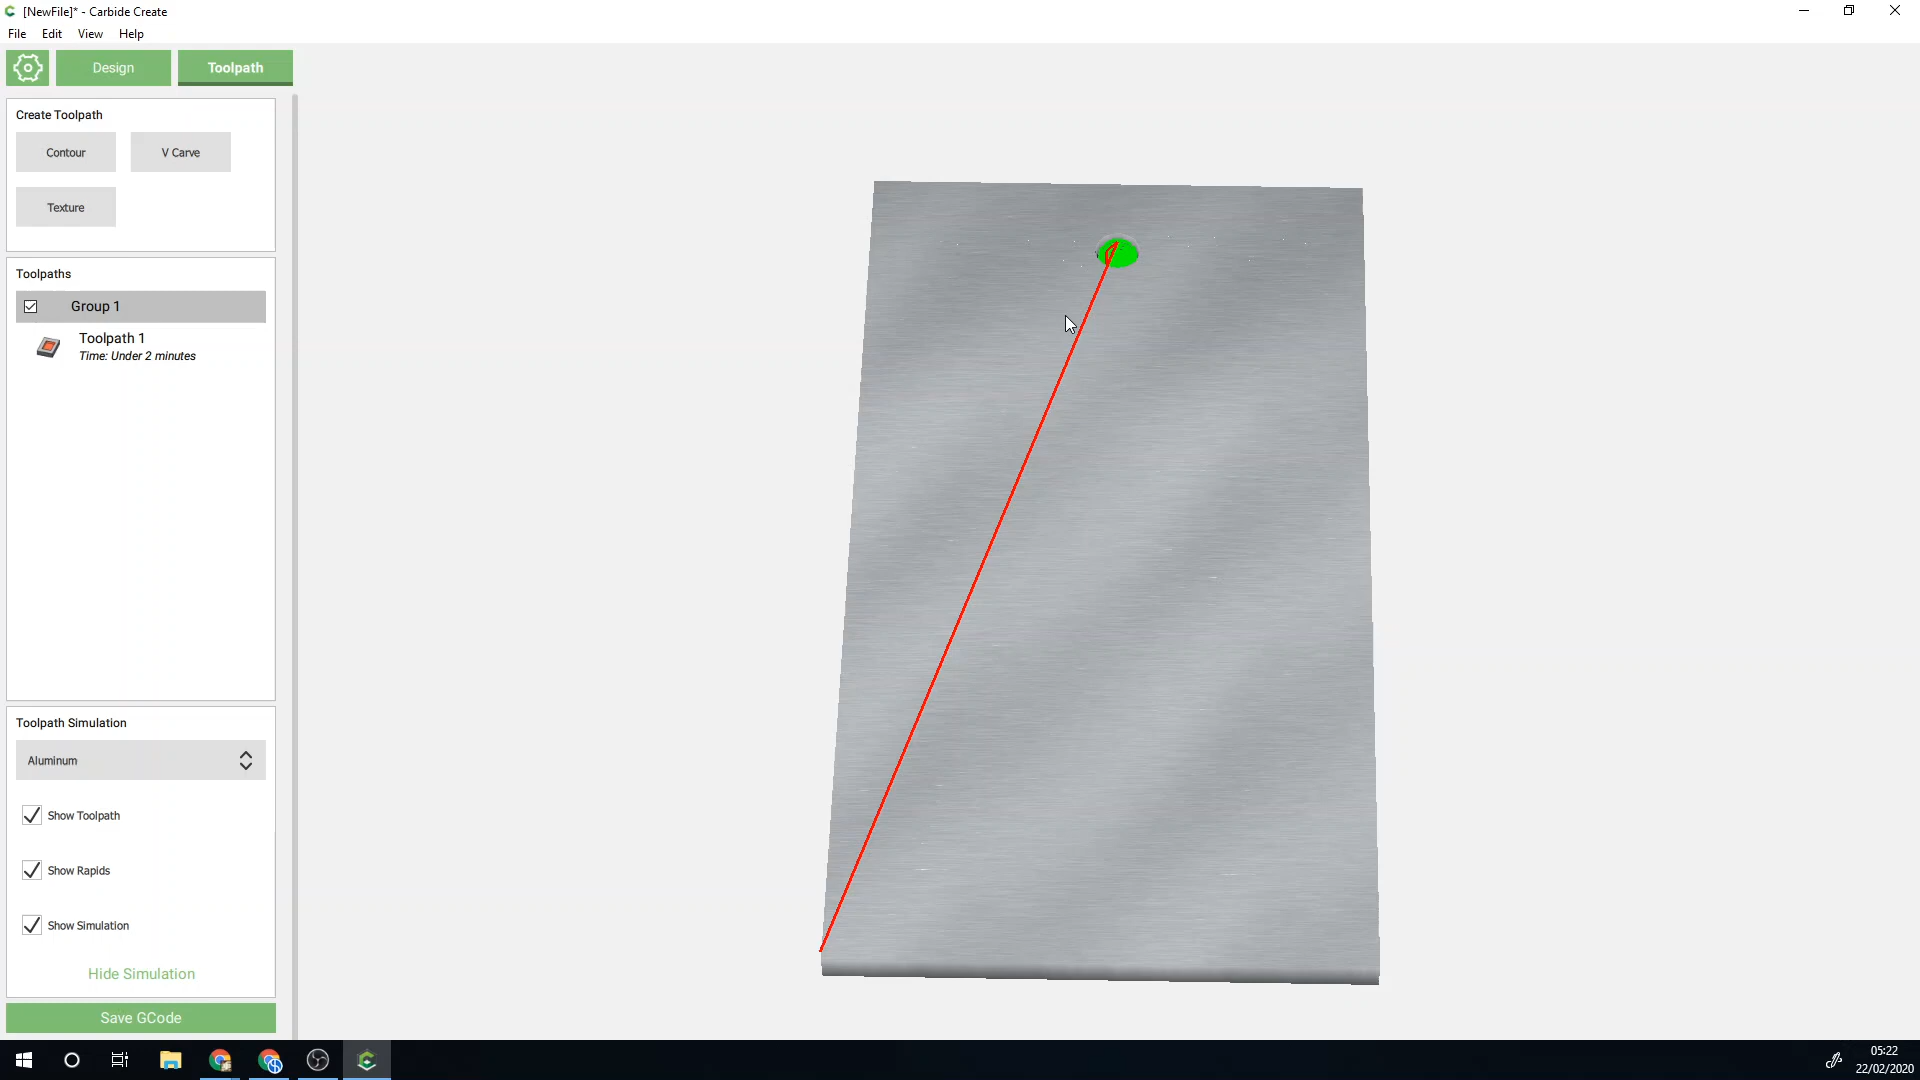 [NewFile]* - Carbide Create
File Edit View Help
Design Toolpath
Create Toolpath
Contour V Carve
Texture
Toolpaths
Group 1
Toolpath 1
Time: Under 2 minutes
Toolpath Simulation
Aluminum
Show Toolpath
Show Rapids
Show Simulation
Hide Simulation
Save GCode
05:22
22/02/2020